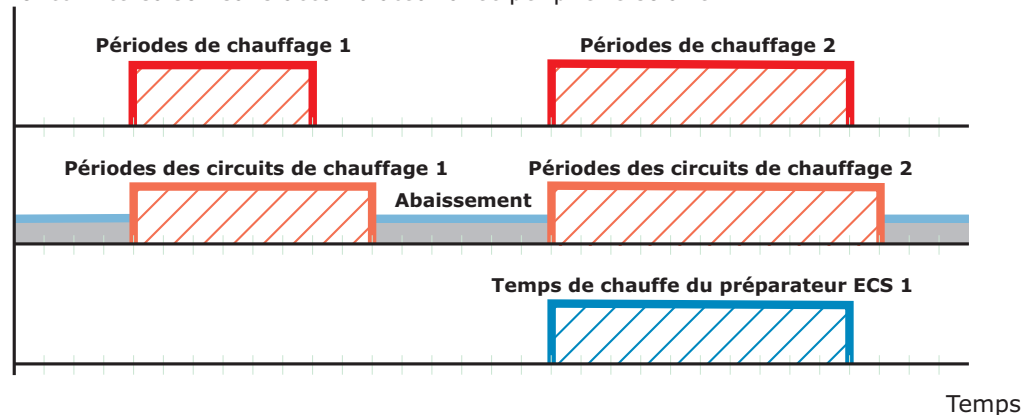 Périodes de chauffage 1
Périodes de chauffage 2
Périodes des circuits de chauffage 1
Périodes des circuits de chauffage 2
Abaissement
Temps de chauffe du préparateur ECS 1
Temps